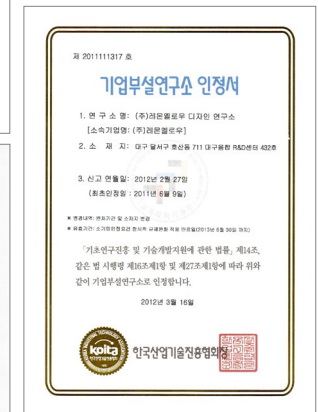 제 2011111317 호
기업부설연구소 인정서
1. 연 구 소 명: (주)레몬옐로우 디자인 연구소
[소속기업명: (주)레몬옐로우]
2. 소 재 지: 대구 달서구 호산동 711 대구융합 R&D센터 432호
3. 신고 연월일: 2012년 2월 27일
(최초인정일 : 2011년 6월 9일)
「기초연구진흥 및 기술개발지원에 관한 법률」제14조,
같은 법 시행령 제16조제1항 및 제27조제1항에 따라 위와
같이 기업부설연구소로 인정합니다.
2012년 3월 16일
koita
한국산업기술진흥협회장